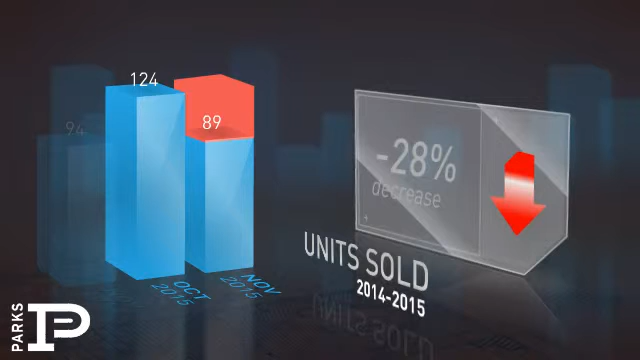 94
124
89
OCT
2015
NOV
2015
-28%
decrease
UNITS SOLD
2014-2015
PARKS
P